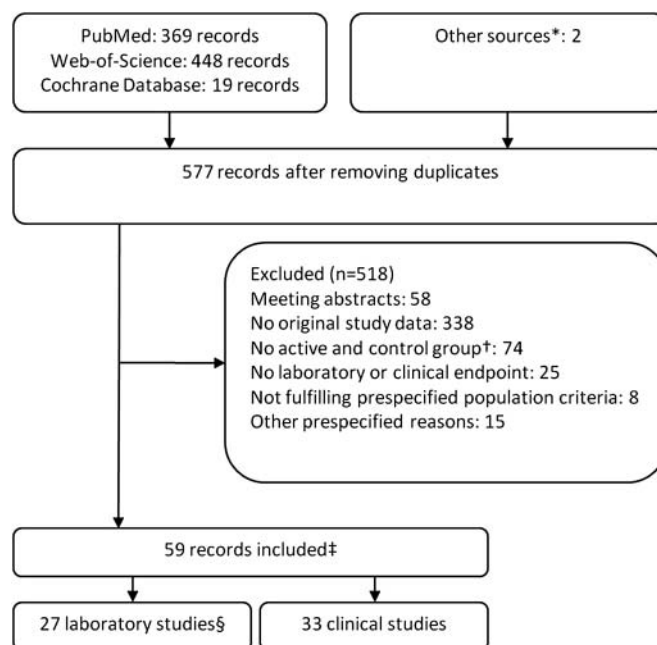 PubMed: 369 records
Web-of-Science: 448 records
Cochrane Database: 19 records
Other sources*: 2
577 records after removing duplicates
Excluded (n=518)
Meeting abstracts: 58
No original study data: 338
No active and control group†: 74
No laboratory or clinical endpoint: 25
Not fulfilling prespecified population criteria: 8
Other prespecified reasons: 15
59 records included‡
27 laboratory studies§
33 clinical studies